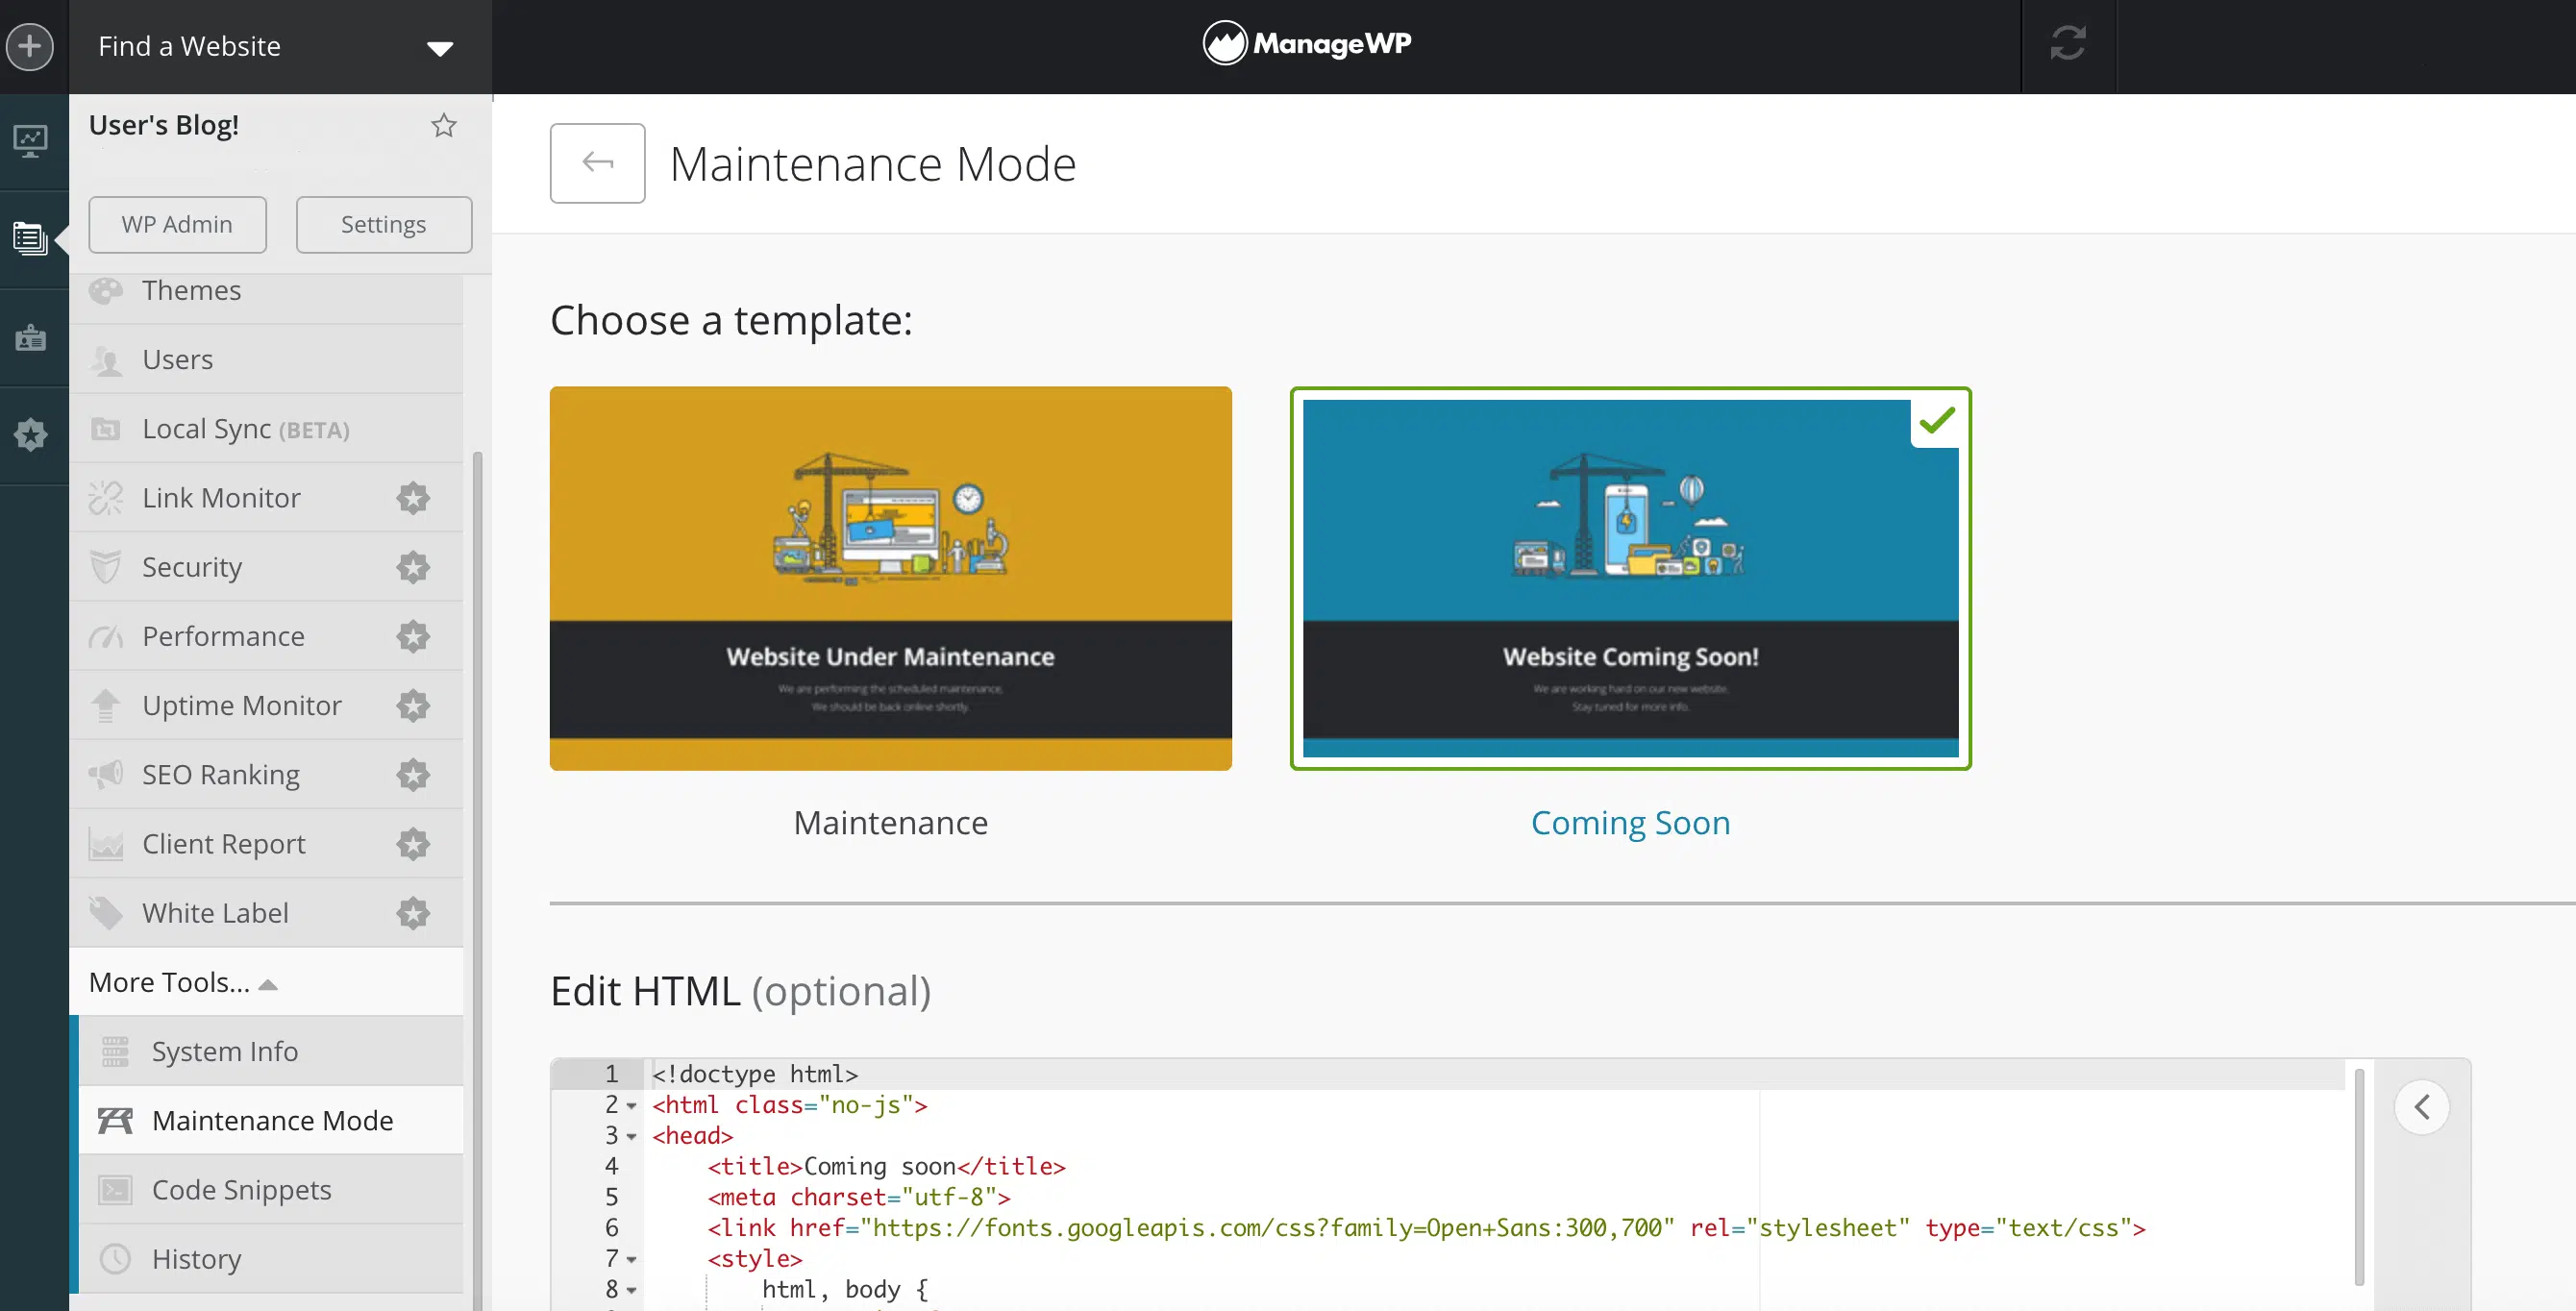 Find a Website
ManageWP
User's Blog!
WP Admin
Settings
Themes
Users
Local Sync (BETA)
Link Monitor
Security
Performance
Uptime Monitor
SEO Ranking
Client Report
White Label
More Tools...
System Info
Maintenance Mode
Code Snippets
History
Maintenance Mode
Choose a template:
Website Under Maintenance
We are performing the scheduled maintenance.
We should be back online shortly.
Maintenance
Website Coming Soon!
We are working hard on our new website.
Stay tuned for more info.
Coming Soon
Edit HTML (optional)
1 <!doctype html>
2 <html class="no-js">
3 <head>
4 <title>Coming soon</title>
5 <meta charset="utf-8">
6 <link href="https://fonts.googleapis.com/css?family=Open+Sans:300,700" rel="stylesheet" type="text/css">
7 <style>
8 html, body {